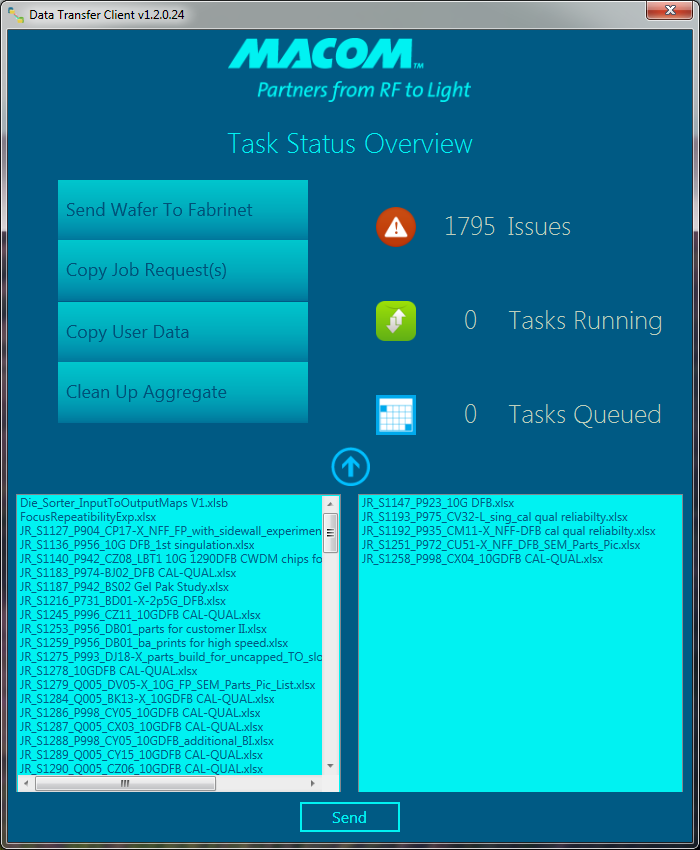 Data Transfer Client v1.2.0.24
MACOM™
Partners from RF to Light
Task Status Overview
Send Wafer To Fabrinet
Copy Job Request(s)
Copy User Data
Clean Up Aggregate
1795 Issues
0 Tasks Running
0 Tasks Queued
Die_Sorter_InputToOutputMaps V1.xlsb
FocusRepeatibilityExp.xlsx
JR_S1127_P904_CP17-X_NFF_FP_with_sidewall_experimen
JR_S1136_P956_10G DFB_1st singulation.xlsx
JR_S1140_P942_CZ08_LBT1 10G 1290DFB CWDM chips fo
JR_S1183_P974-BJ02_DFB CAL-QUAL.xlsx
JR_S1187_P942_BS02 Gel Pak Study.xlsx
JR_S1216_P731_BD01-X-2p5G_DFB.xlsx
JR_S1245_P996_CZ11_10GDFB CAL-QUAL.xlsx
JR_S1253_P956_DB01_parts for customer II.xlsx
JR_S1259_P956_DB01_ba_prints for high speed.xlsx
JR_S1275_P993_DJ18-X_parts_build_for_uncapped_TO_slo
JR_S1278_10GDFB CAL-QUAL.xlsx
JR_S1279_Q005_DV05-X_10G_FP_SEM_Parts_Pic_List.xlsx
JR_S1284_Q005_BK13-X_10GDFB CAL-QUAL.xlsx
JR_S1286_P998_CY05_10GDFB CAL-QUAL.xlsx
JR_S1287_Q005_CX03_10GDFB CAL-QUAL.xlsx
JR_S1288_P998_CY05_10GDFB_additional_BI.xlsx
JR_S1289_Q005_CY15_10GDFB CAL-QUAL.xlsx
JR_S1290_Q005_CZ06_10GDFB CAL-QUAL.xlsx
JR_S1147_P923_10G DFB.xlsx
JR_S1193_P975_CV32-L_sing_cal qual reliabilty.xlsx
JR_S1192_P935_CM11-X_NFF-DFB cal qual reliabilty.xlsx
JR_S1251_P972_CU51-X_NFF_DFB_SEM_Parts_Pic.xlsx
JR_S1258_P998_CX04_10GDFB CAL-QUAL.xlsx
Send